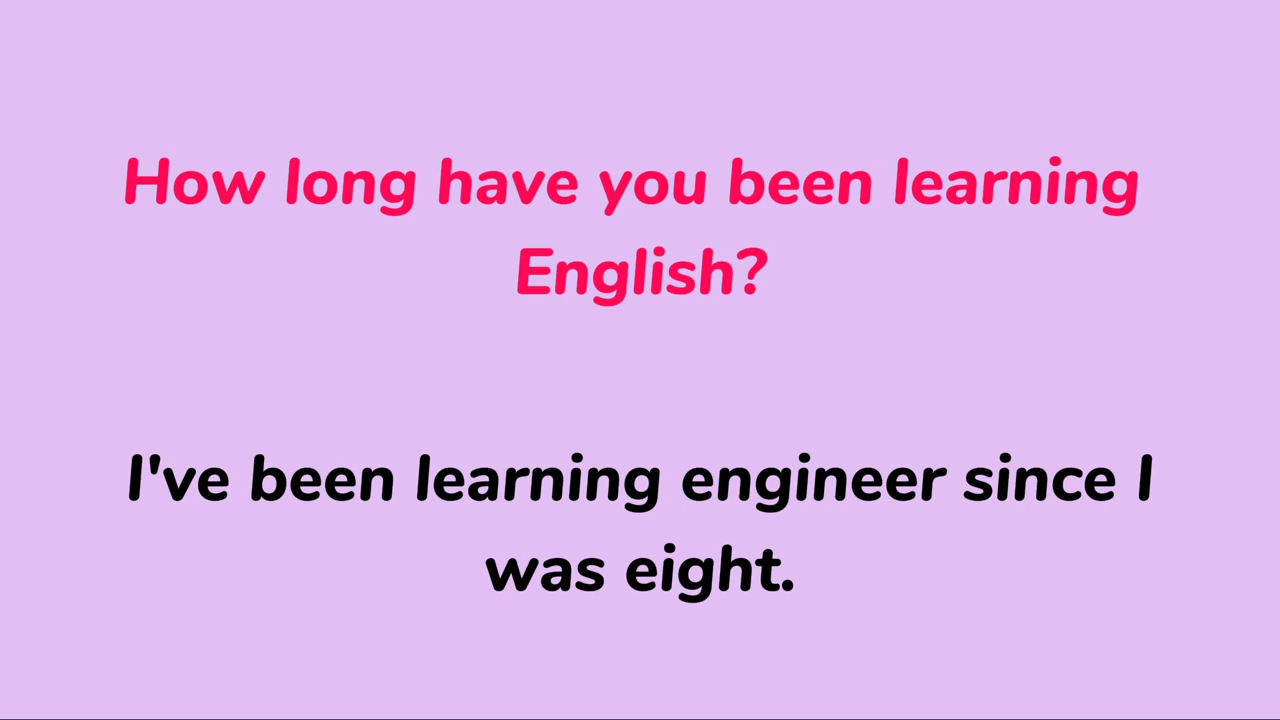 How long have you been learning
English?
I've been learning engineer since I
was eight.